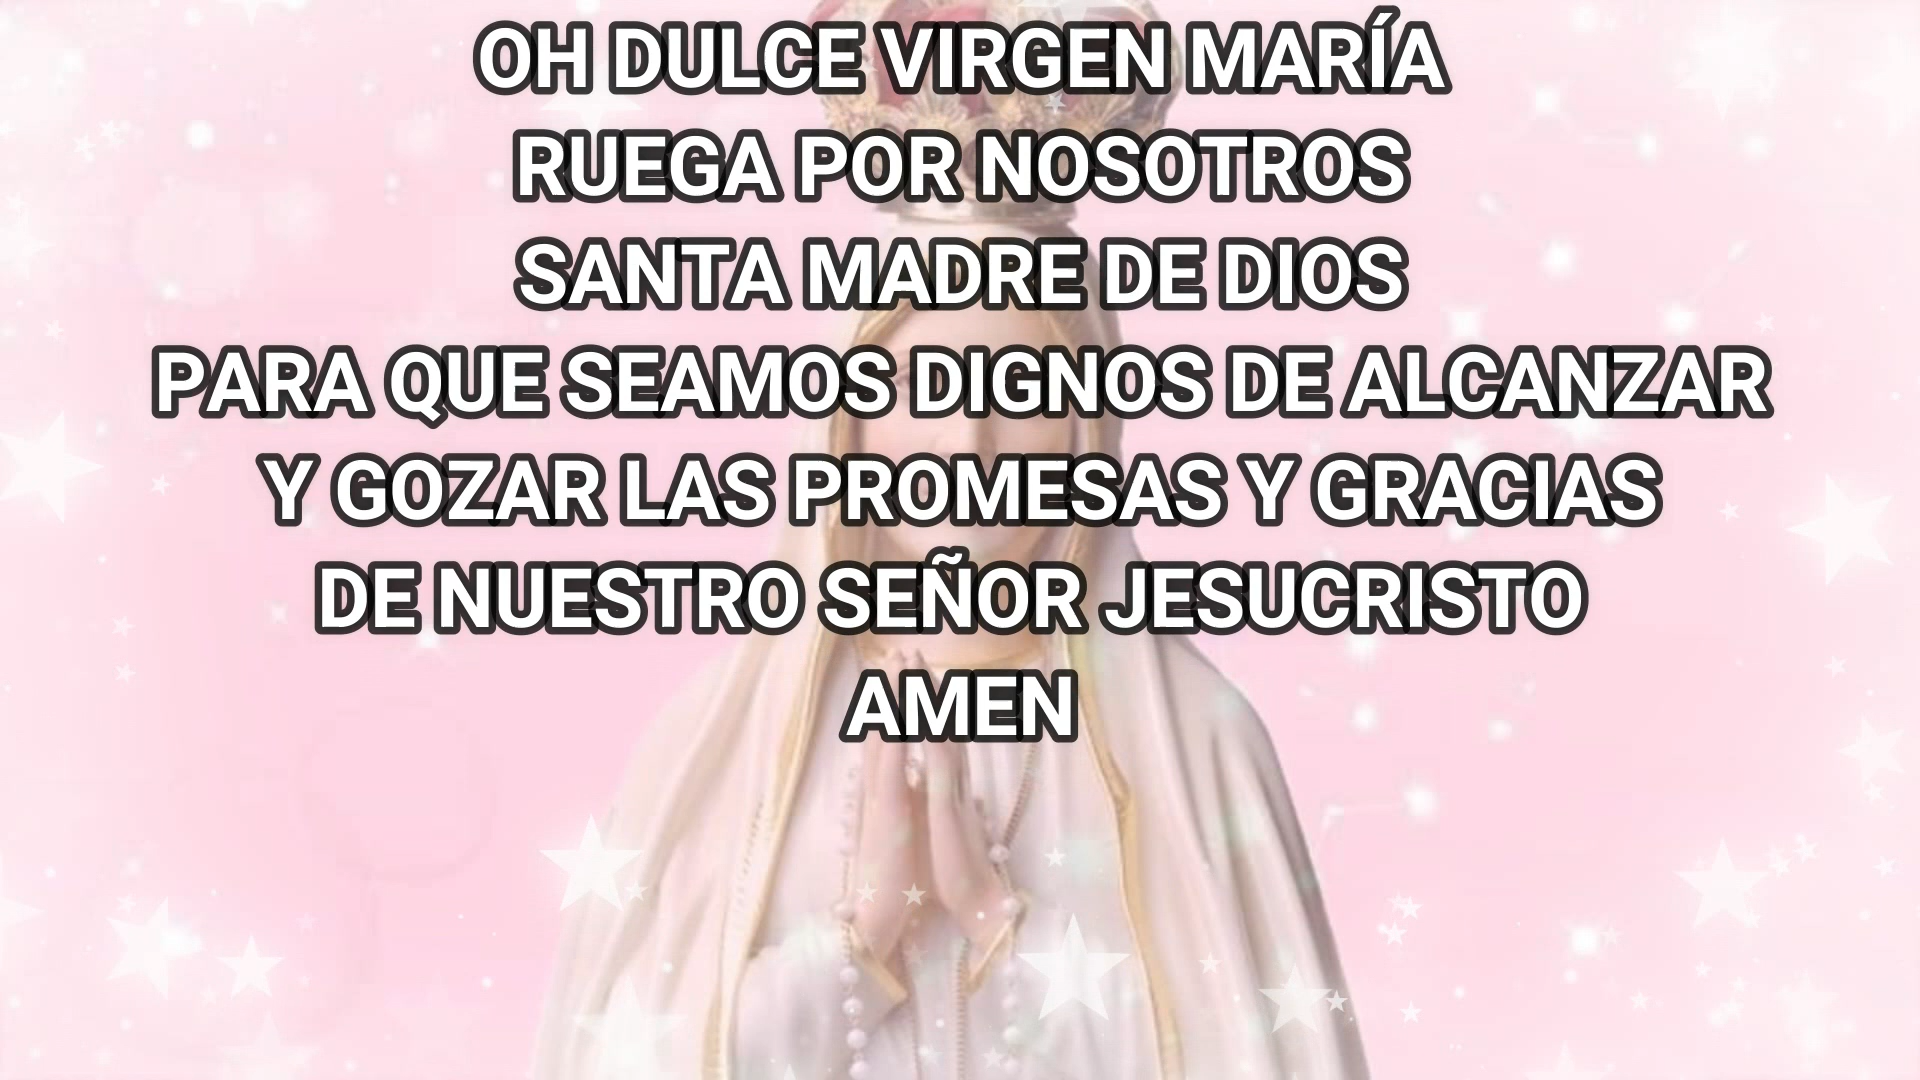 OH DULCE VIRGEN MARÍA
RUEGA POR NOSOTROS
SANTA MADRE DE DIOS
PARA QUE SEAMOS DIGNOS DE ALCANZAR
Y GOZAR LAS PROMESAS Y GRACIAS
DE NUESTRO SEÑOR JESUCRISTO
AMEN